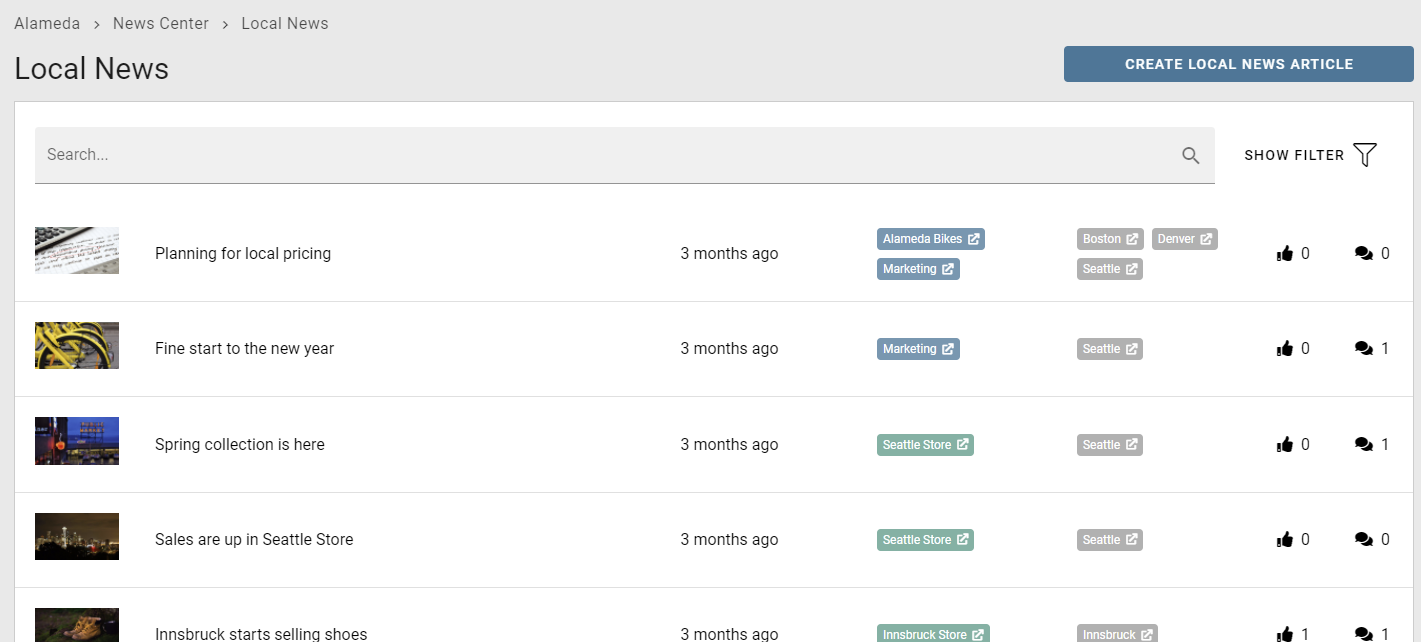 Alameda > News Center > Local News
Local News
CREATE LOCAL NEWS ARTICLE
Search...
SHOW FILTER
Planning for local pricing 3 months ago Alameda Bikes Marketing Boston Denver Seattle 0 0
Fine start to the new year 3 months ago Marketing Seattle 0 1
Spring collection is here 3 months ago Seattle Store Seattle 0 1
Sales are up in Seattle Store 3 months ago Seattle Store Seattle 0 0
Innsbruck starts selling shoes 3 months ago Innsbruck Store Innsbruck 1 1